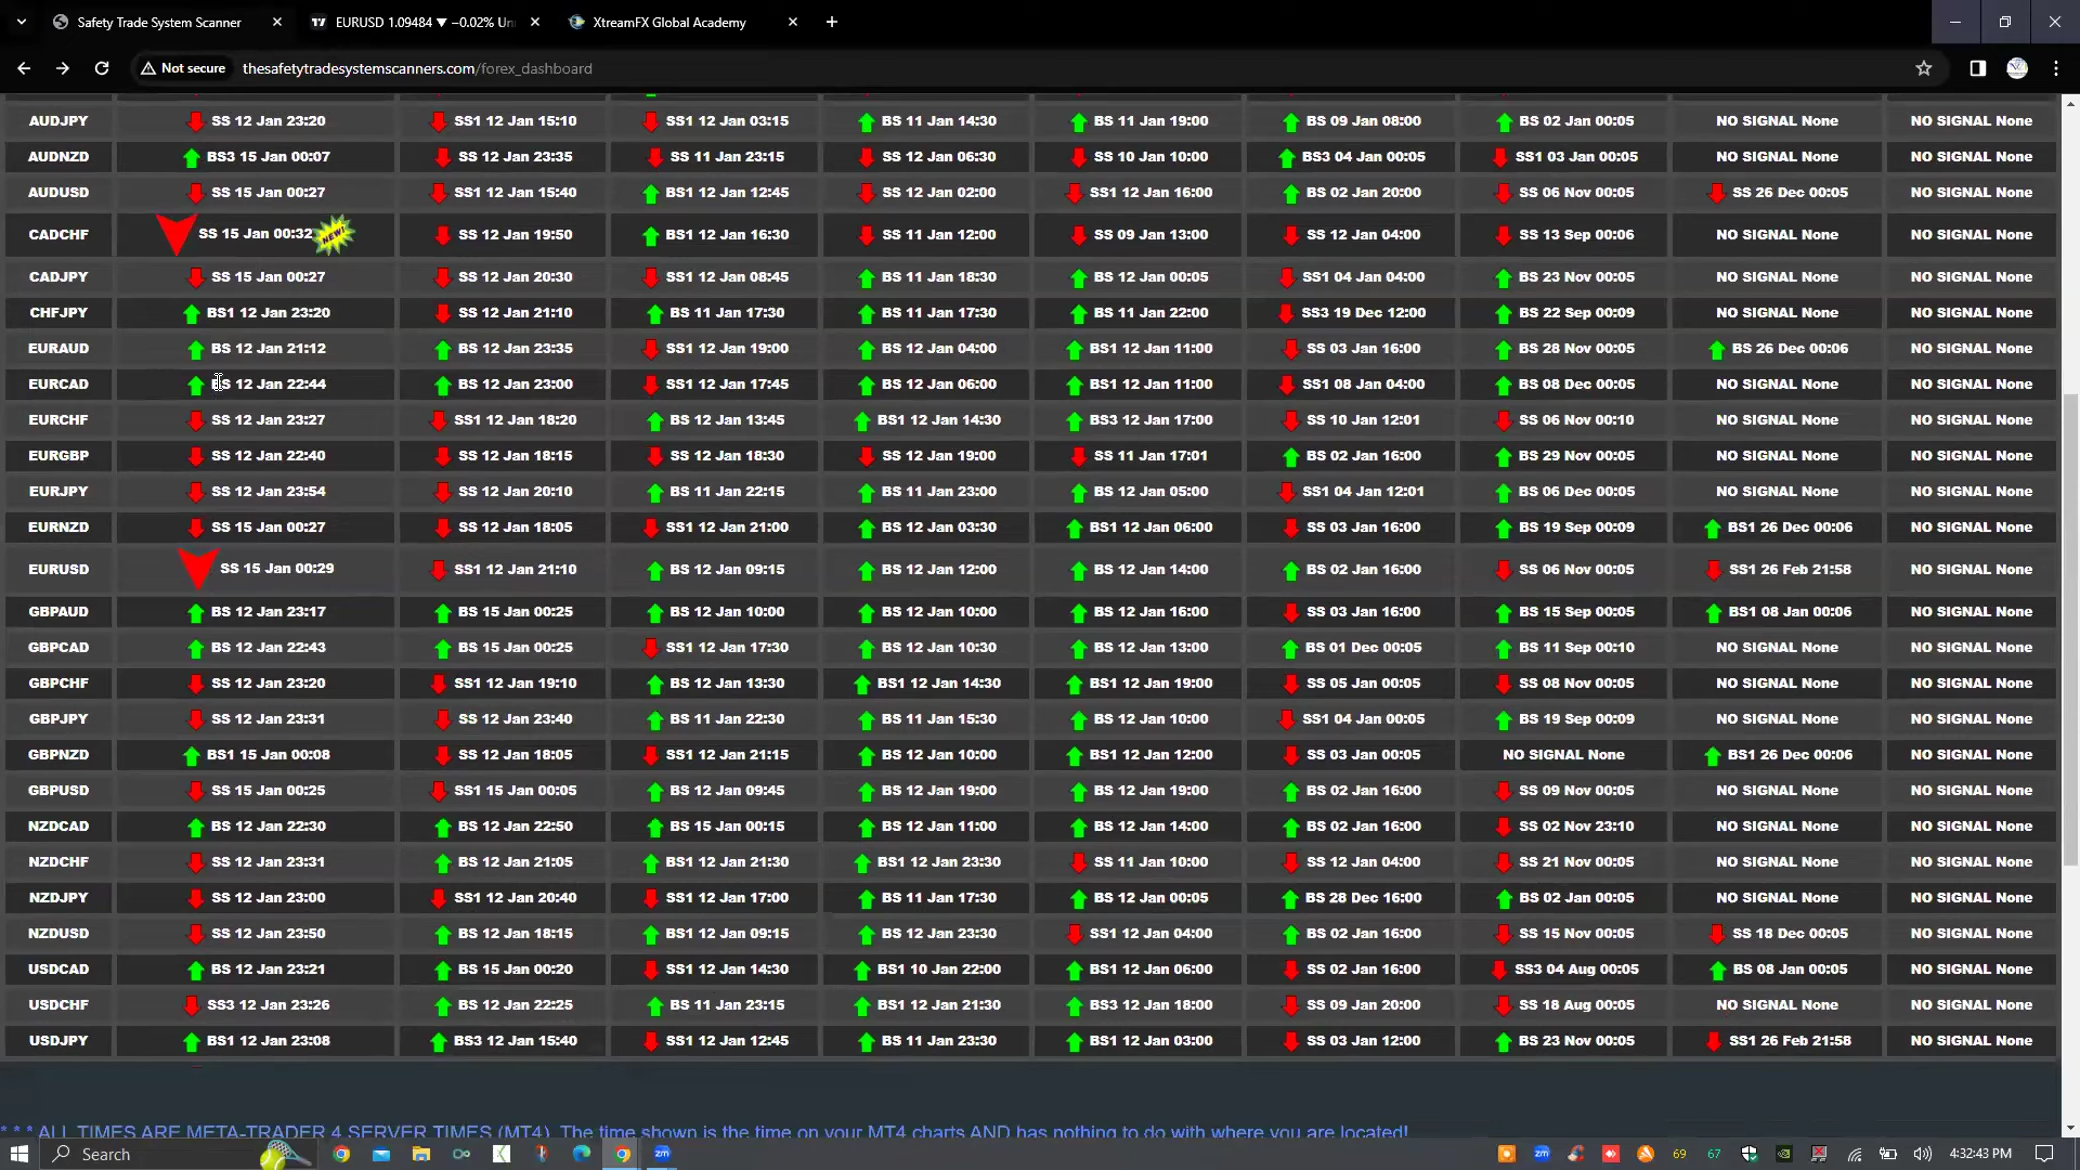 Safety Trade System Scanner
EURUSD 1.09484 ▼ −0.02% Un
XtreamFX Global Academy
Not secure thesafetytradesystemscanners.com/forex_dashboard
AUDJPY SS 12 Jan 23:20 SS1 12 Jan 15:10 SS1 12 Jan 03:15 BS 11 Jan 14:30 BS 11 Jan 19:00 BS 09 Jan 08:00 BS 02 Jan 00:05 NO SIGNAL None NO SIGNAL None
AUDNZD BS3 15 Jan 00:07 SS 12 Jan 23:35 SS 11 Jan 23:15 SS 12 Jan 06:30 SS 10 Jan 10:00 BS3 04 Jan 00:05 SS1 03 Jan 00:05 NO SIGNAL None NO SIGNAL None
AUDUSD SS 15 Jan 00:27 SS1 12 Jan 15:40 BS1 12 Jan 12:45 SS 12 Jan 02:00 SS1 12 Jan 16:00 BS 02 Jan 20:00 SS 06 Nov 00:05 SS 26 Dec 00:05 NO SIGNAL None
CADCHF SS 15 Jan 00:32 NEW! SS 12 Jan 19:50 BS1 12 Jan 16:30 SS 11 Jan 12:00 SS 09 Jan 13:00 SS 12 Jan 04:00 SS 13 Sep 00:06 NO SIGNAL None NO SIGNAL None
CADJPY SS 15 Jan 00:27 SS 12 Jan 20:30 SS1 12 Jan 08:45 BS 11 Jan 18:30 BS 12 Jan 00:05 SS1 04 Jan 04:00 BS 23 Nov 00:05 NO SIGNAL None NO SIGNAL None
CHFJPY BS1 12 Jan 23:20 SS 12 Jan 21:10 BS 11 Jan 17:30 BS 11 Jan 17:30 BS 11 Jan 22:00 SS3 19 Dec 12:00 BS 22 Sep 00:09 NO SIGNAL None NO SIGNAL None
EURAUD BS 12 Jan 21:12 BS 12 Jan 23:35 SS1 12 Jan 19:00 BS 12 Jan 04:00 BS1 12 Jan 11:00 SS 03 Jan 16:00 BS 28 Nov 00:05 BS 26 Dec 00:06 NO SIGNAL None
EURCAD BS 12 Jan 22:44 BS 12 Jan 23:00 SS1 12 Jan 17:45 BS 12 Jan 06:00 BS1 12 Jan 11:00 SS1 08 Jan 04:00 BS 08 Dec 00:05 NO SIGNAL None NO SIGNAL None
EURCHF SS 12 Jan 23:27 SS1 12 Jan 18:20 BS 12 Jan 13:45 BS1 12 Jan 14:30 BS3 12 Jan 17:00 SS 10 Jan 12:01 SS 06 Nov 00:10 NO SIGNAL None NO SIGNAL None
EURGBP SS 12 Jan 22:40 SS 12 Jan 18:15 SS 12 Jan 18:30 SS 12 Jan 19:00 SS 11 Jan 17:01 BS 02 Jan 16:00 BS 29 Nov 00:05 NO SIGNAL None NO SIGNAL None
EURJPY SS 12 Jan 23:54 SS 12 Jan 20:10 BS 11 Jan 22:15 BS 11 Jan 23:00 BS 12 Jan 05:00 SS1 04 Jan 12:01 BS 06 Dec 00:05 NO SIGNAL None NO SIGNAL None
EURNZD SS 15 Jan 00:27 SS 12 Jan 18:05 SS1 12 Jan 21:00 BS 12 Jan 03:30 BS1 12 Jan 06:00 SS 03 Jan 16:00 BS 19 Sep 00:09 BS1 26 Dec 00:06 NO SIGNAL None
EURUSD SS 15 Jan 00:29 SS1 12 Jan 21:10 BS 12 Jan 09:15 BS 12 Jan 12:00 BS 12 Jan 14:00 BS 02 Jan 16:00 SS 06 Nov 00:05 SS1 26 Feb 21:58 NO SIGNAL None
GBPAUD BS 12 Jan 23:17 BS 15 Jan 00:25 BS 12 Jan 10:00 BS 12 Jan 10:00 BS 12 Jan 16:00 SS 03 Jan 16:00 BS 15 Sep 00:05 BS1 08 Jan 00:06 NO SIGNAL None
GBPCAD BS 12 Jan 22:43 BS 15 Jan 00:25 SS1 12 Jan 17:30 BS 12 Jan 10:30 BS 12 Jan 13:00 BS 01 Dec 00:05 BS 11 Sep 00:10 NO SIGNAL None NO SIGNAL None
GBPCHF SS 12 Jan 23:20 SS1 12 Jan 19:10 BS 12 Jan 13:30 BS1 12 Jan 14:30 BS1 12 Jan 19:00 SS 05 Jan 00:05 SS 08 Nov 00:05 NO SIGNAL None NO SIGNAL None
GBPJPY SS 12 Jan 23:31 SS 12 Jan 23:40 BS 11 Jan 22:30 BS 11 Jan 15:30 BS 12 Jan 10:00 SS1 04 Jan 00:05 BS 19 Sep 00:09 NO SIGNAL None NO SIGNAL None
GBPNZD BS1 15 Jan 00:08 SS 12 Jan 18:05 SS1 12 Jan 21:15 BS 12 Jan 10:00 BS1 12 Jan 12:00 SS 03 Jan 00:05 NO SIGNAL None BS1 26 Dec 00:06 NO SIGNAL None
GBPUSD SS 15 Jan 00:25 SS1 15 Jan 00:05 BS 12 Jan 09:45 BS 12 Jan 19:00 BS 12 Jan 19:00 BS 02 Jan 16:00 SS 09 Nov 00:05 NO SIGNAL None NO SIGNAL None
NZDCAD BS 12 Jan 22:30 BS 12 Jan 22:50 BS 15 Jan 00:15 BS 12 Jan 11:00 BS 12 Jan 14:00 BS 02 Jan 16:00 SS 02 Nov 23:10 NO SIGNAL None NO SIGNAL None
NZDCHF SS 12 Jan 23:31 BS 12 Jan 21:05 BS1 12 Jan 21:30 BS1 12 Jan 23:30 SS 11 Jan 10:00 SS 12 Jan 04:00 SS 21 Nov 00:05 NO SIGNAL None NO SIGNAL None
NZDJPY SS 12 Jan 23:00 SS1 12 Jan 20:40 SS1 12 Jan 17:00 BS 11 Jan 17:30 BS 12 Jan 00:05 BS 28 Dec 16:00 BS 02 Jan 00:05 NO SIGNAL None NO SIGNAL None
NZDUSD SS 12 Jan 23:50 BS 12 Jan 18:15 BS1 12 Jan 09:15 BS 12 Jan 23:30 SS1 12 Jan 04:00 BS 02 Jan 16:00 SS 15 Nov 00:05 SS 18 Dec 00:05 NO SIGNAL None
USDCAD BS 12 Jan 23:21 BS 15 Jan 00:20 SS1 12 Jan 14:30 BS1 10 Jan 22:00 BS1 12 Jan 06:00 SS 02 Jan 16:00 SS3 04 Aug 00:05 BS 08 Jan 00:05 NO SIGNAL None
USDCHF SS3 12 Jan 23:26 BS 12 Jan 22:25 BS 11 Jan 23:15 BS1 12 Jan 21:30 BS3 12 Jan 18:00 SS 09 Jan 20:00 SS 18 Aug 00:05 NO SIGNAL None NO SIGNAL None
USDJPY BS1 12 Jan 23:08 BS3 12 Jan 15:40 SS1 12 Jan 12:45 BS 11 Jan 23:30 BS1 12 Jan 03:00 SS 03 Jan 12:00 BS 23 Nov 00:05 SS1 26 Feb 21:58 NO SIGNAL None
* * * ALL TIMES ARE META-TRADER 4 SERVER TIMES (MT4). The time shown is the time on your MT4 charts AND has nothing to do with where you are located!
Search
zm
zm
69
67
4:32:43 PM